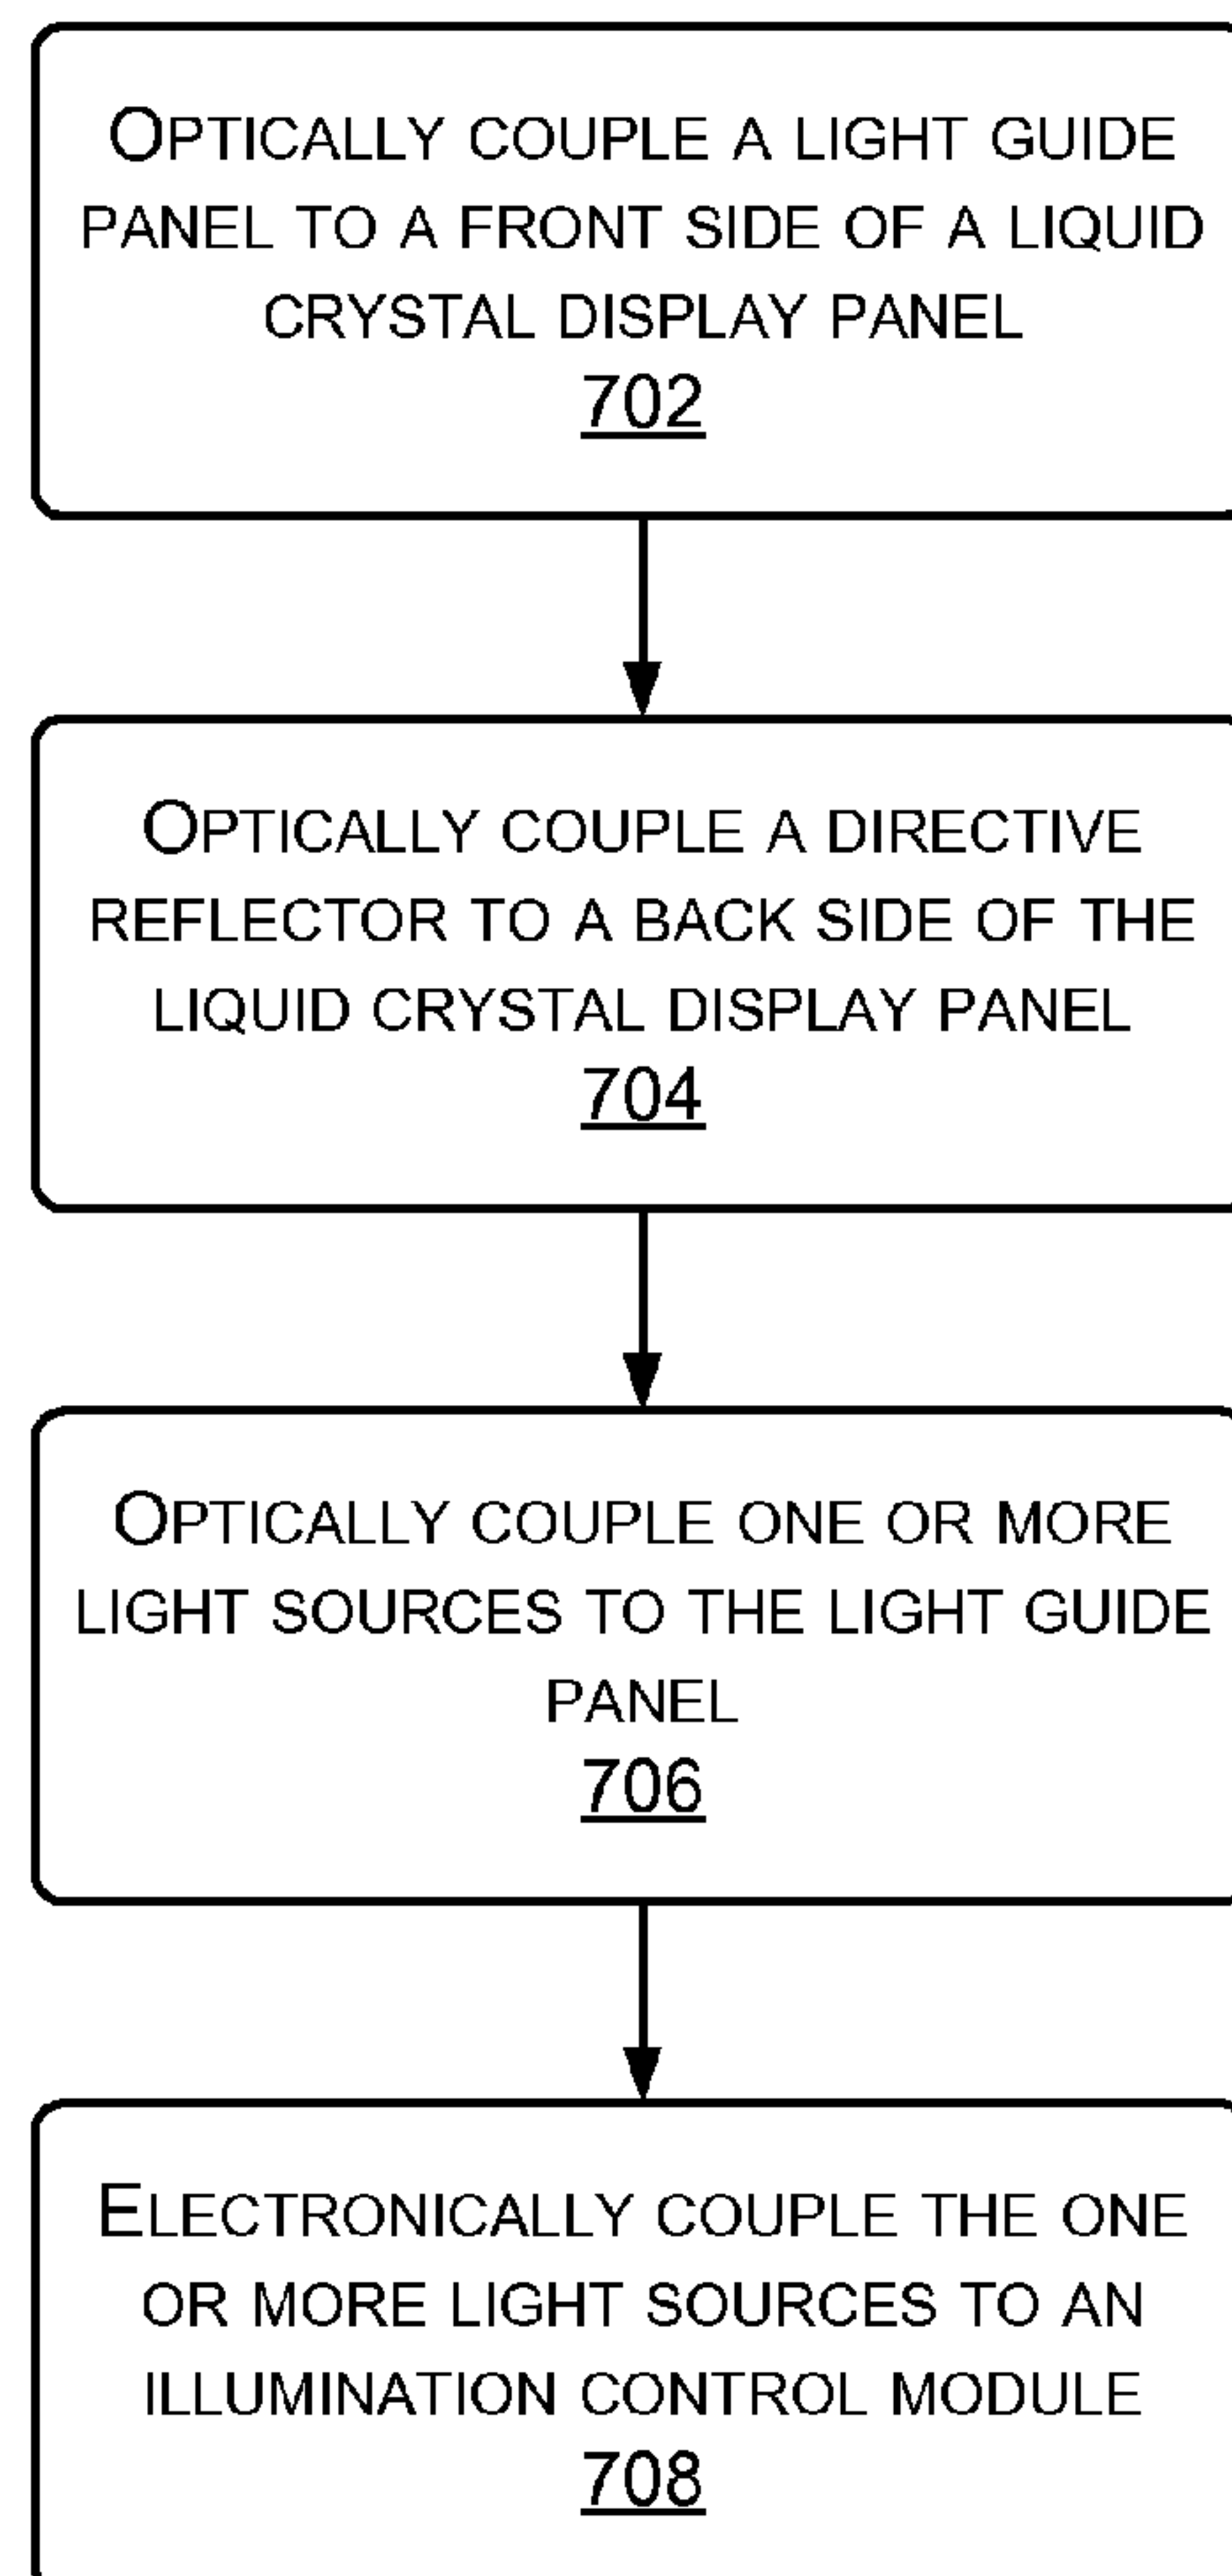 OPTICALLY COUPLE A LIGHT GUIDE
PANEL TO A FRONT SIDE OF A LIQUID
CRYSTAL DISPLAY PANEL
702
OPTICALLY COUPLE A DIRECTIVE
REFLECTOR TO A BACK SIDE OF THE
LIQUID CRYSTAL DISPLAY PANEL
704
OPTICALLY COUPLE ONE OR MORE
LIGHT SOURCES TO THE LIGHT GUIDE
PANEL
706
ELECTRONICALLY COUPLE THE ONE
OR MORE LIGHT SOURCES TO AN
ILLUMINATION CONTROL MODULE
708